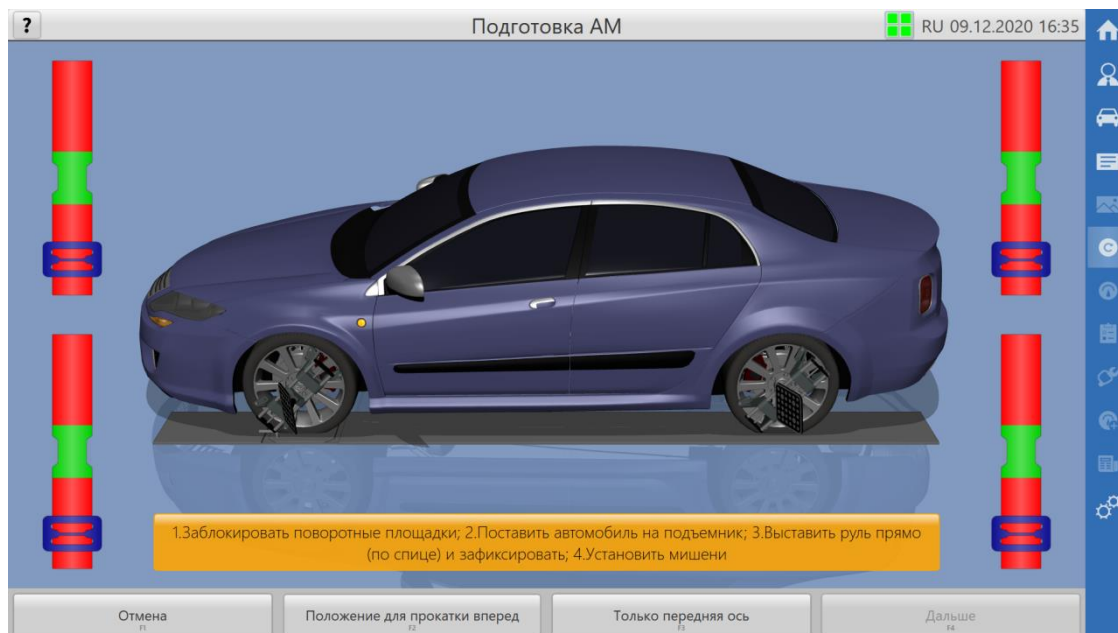 ?
Подготовка АМ
RU 09.12.2020 16:35
C
1.Заблокировать поворотные площадки; 2.Поставить автомобиль на подъемник; 3.Выставить руль прямо
(по спице) и зафиксировать; 4.Установить мишени
Отмена
F1
Положение для прокатки вперед
F2
Только передняя ось
F3
Дальше
F4